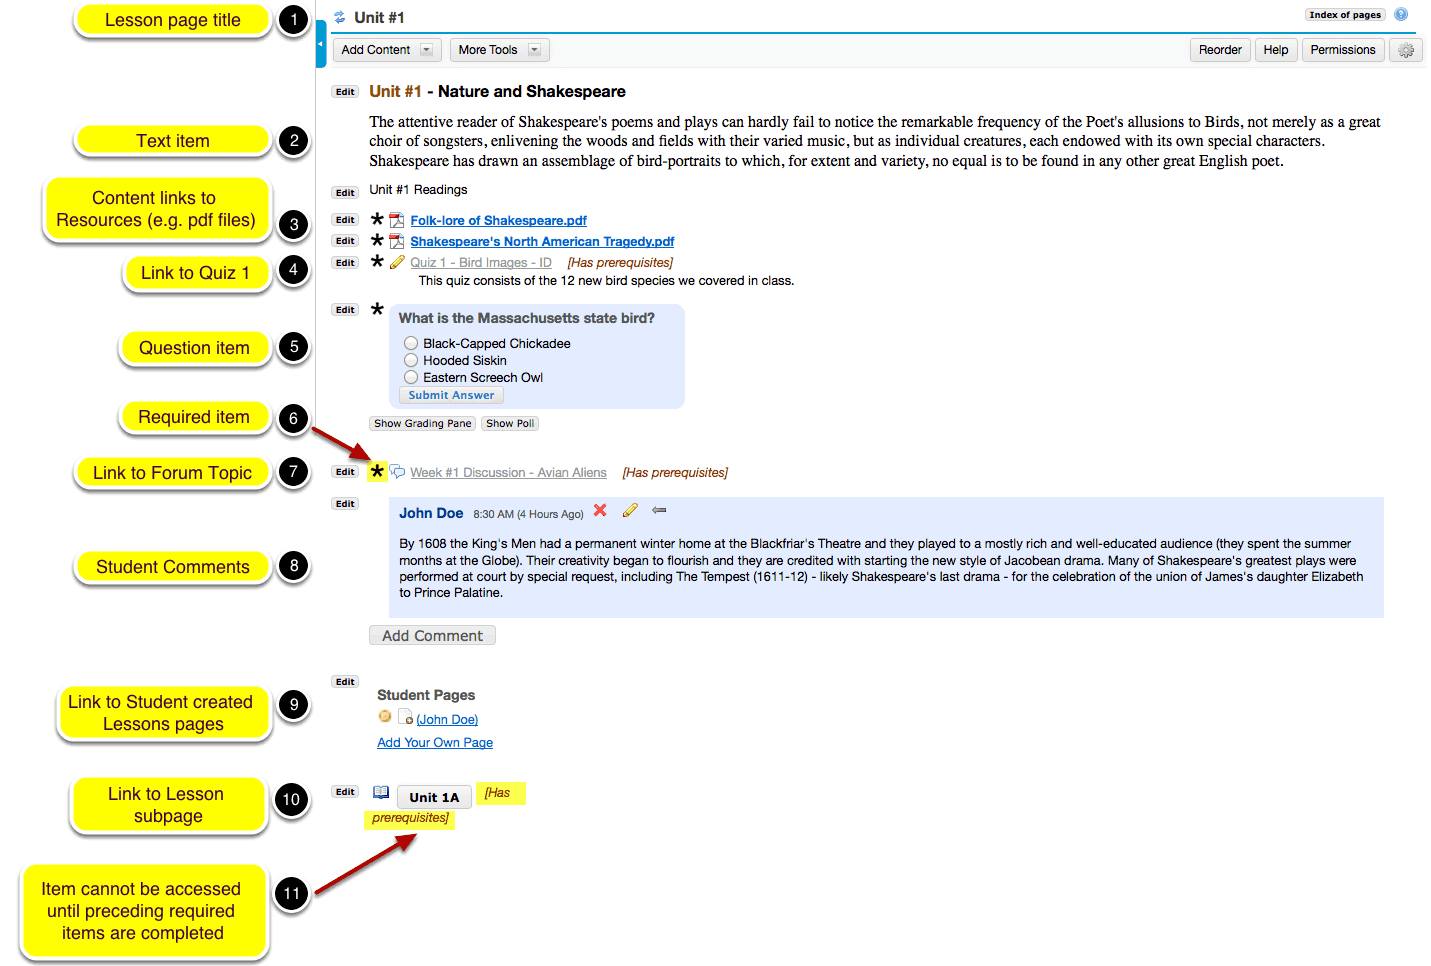 Lesson page title
1
Unit #1
Index of pages
?
Add Content
More Tools
Reorder
Help
Permissions
Edit
Unit #1 - Nature and Shakespeare
Text item
2
The attentive reader of Shakespeare's poems and plays can hardly fail to notice the remarkable frequency of the Poet's allusions to Birds, not merely as a great
choir of songsters, enlivening the woods and fields with their varied music, but as individual creatures, each endowed with its own special characters.
Shakespeare has drawn an assemblage of bird-portraits to which, for extent and variety, no equal is to be found in any other great English poet.
Edit
Unit #1 Readings
Content links to
Resources (e.g. pdf files)
3
Edit
* Folk-lore of Shakespeare.pdf
Edit
* Shakespeare's North American Tragedy.pdf
Link to Quiz 1
4
Edit
* Quiz 1 - Bird Images - ID [Has prerequisites]
This quiz consists of the 12 new bird species we covered in class.
Question item
5
Edit
* What is the Massachusetts state bird?
Black-Capped Chickadee
Hooded Siskin
Eastern Screech Owl
Submit Answer
Show Grading Pane
Show Poll
Required item
6
Link to Forum Topic
7
Edit
* Week #1 Discussion - Avian Aliens [Has prerequisites]
Student Comments
8
Edit
John Doe 8:30 AM (4 Hours Ago)
By 1608 the King's Men had a permanent winter home at the Blackfriar's Theatre and they played to a mostly rich and well-educated audience (they spent the summer
months at the Globe). Their creativity began to flourish and they are credited with starting the new style of Jacobean drama. Many of Shakespeare's greatest plays were
performed at court by special request, including The Tempest (1611-12) - likely Shakespeare's last drama - for the celebration of the union of James's daughter Elizabeth
to Prince Palatine.
Add Comment
Link to Student created
Lessons pages
9
Edit
Student Pages
(John Doe)
Add Your Own Page
Link to Lesson
subpage
10
Edit
Unit 1A [Has
prerequisites]
Item cannot be accessed
until preceding required
items are completed
11